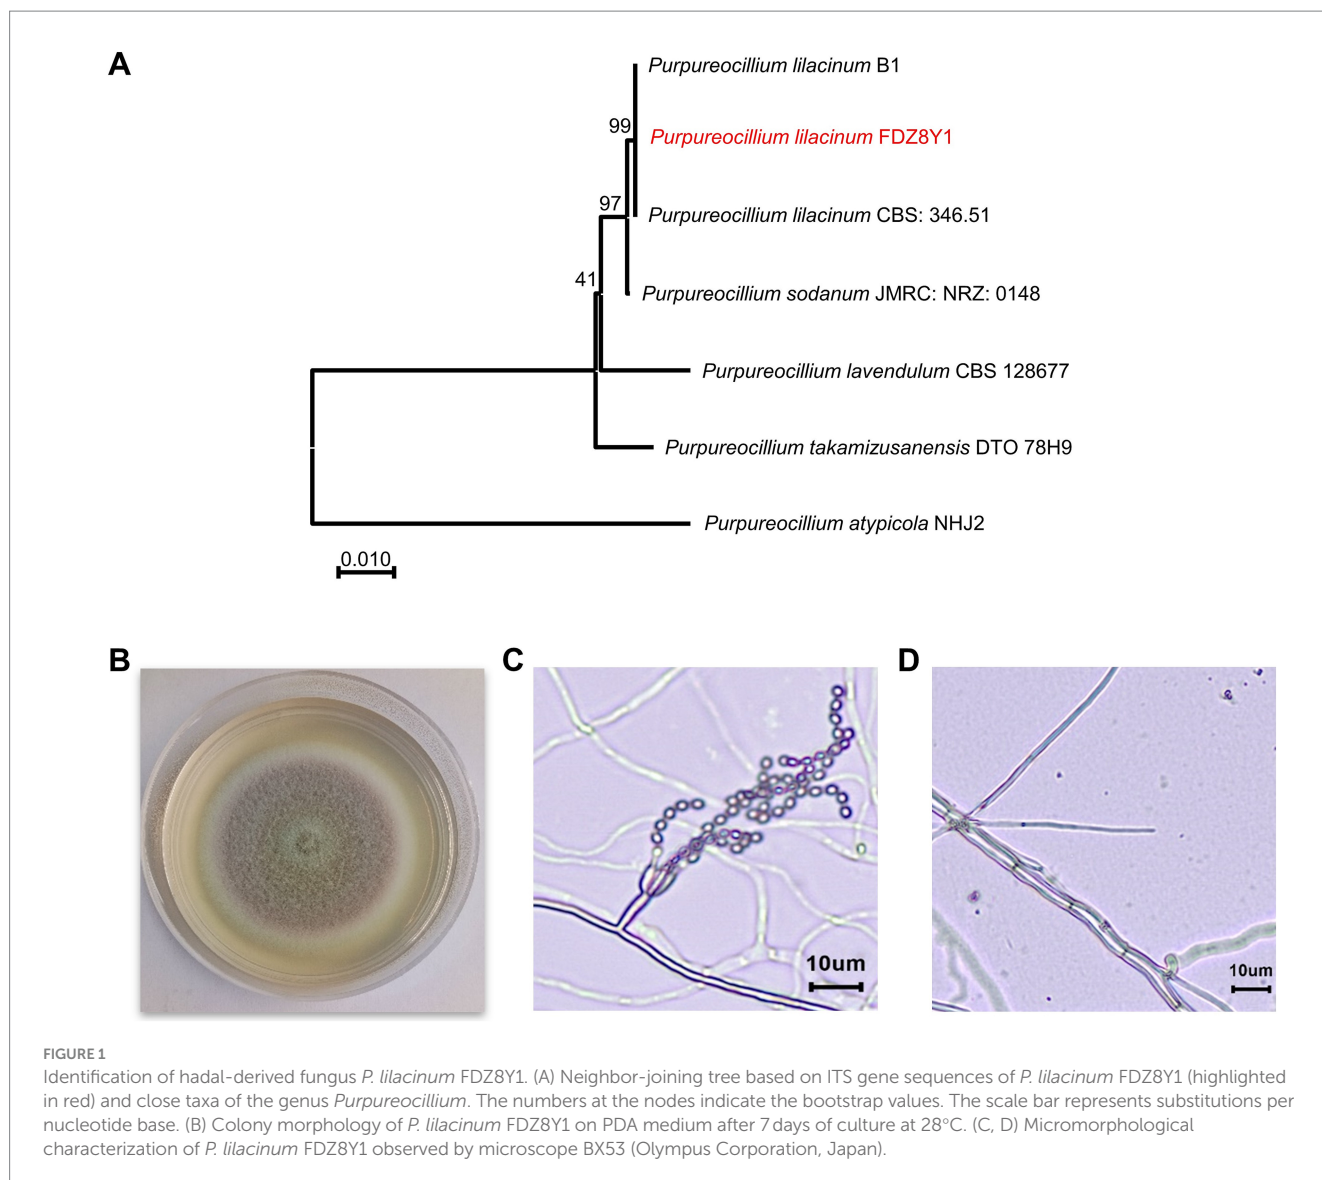 A
Purpureocillium lilacinum B1
99
Purpureocillium lilacinum FDZ8Y1
97
Purpureocillium lilacinum CBS: 346.51
41
Purpureocillium sodanum JMRC: NRZ: 0148
Purpureocillium lavendulum CBS 128677
Purpureocillium takamizusanensis DTO 78H9
Purpureocillium atypicola NHJ2
0.010
B
C
D
10um
10um
FIGURE 1
Identification of hadal-derived fungus P. lilacinum FDZ8Y1. (A) Neighbor-joining tree based on ITS gene sequences of P. lilacinum FDZ8Y1 (highlighted
in red) and close taxa of the genus Purpureocillium. The numbers at the nodes indicate the bootstrap values. The scale bar represents substitutions per
nucleotide base. (B) Colony morphology of P. lilacinum FDZ8Y1 on PDA medium after 7 days of culture at 28°C. (C, D) Micromorphological
characterization of P. lilacinum FDZ8Y1 observed by microscope BX53 (Olympus Corporation, Japan).